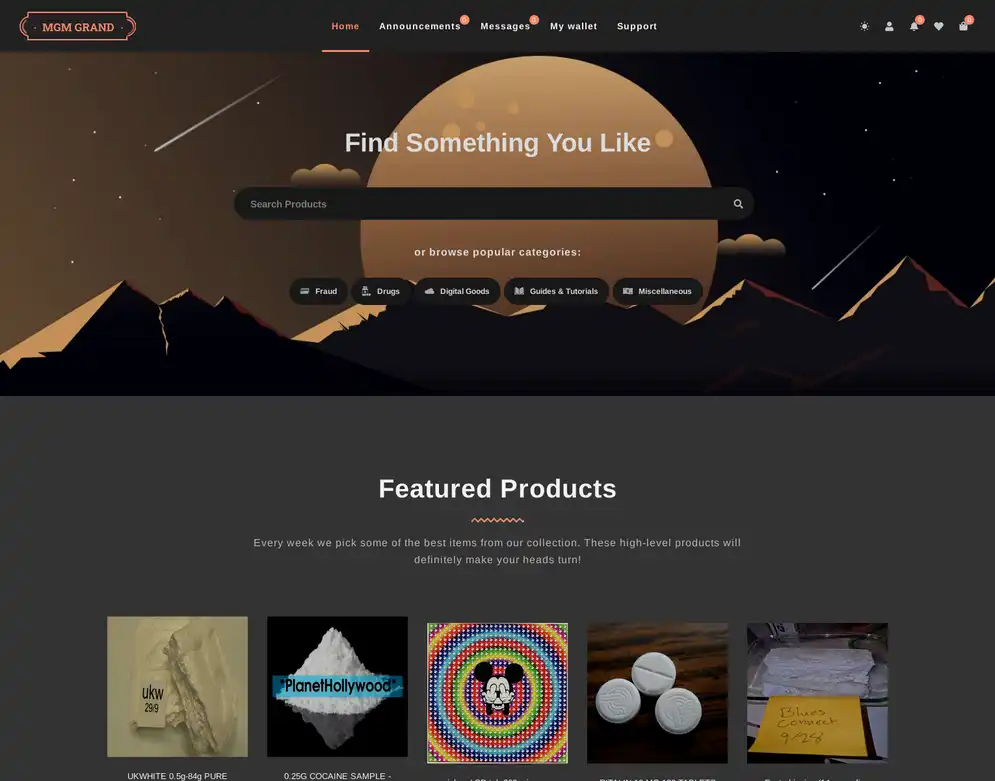 MGM GRAND
Home
Announcements 0
Messages 0
My wallet
Support
Find Something You Like
Search Products
or browse popular categories:
Fraud
Drugs
Digital Goods
Guides & Tutorials
Miscellaneous
Featured Products
Every week we pick some of the best items from our collection. These high-level products will
definitely make your heads turn!
ukw
29/9
*PlanetHollywood*
Blues
Connect
9/28
UKWHITE 0.5g-84g PURE
0.25G COCAINE SAMPLE -